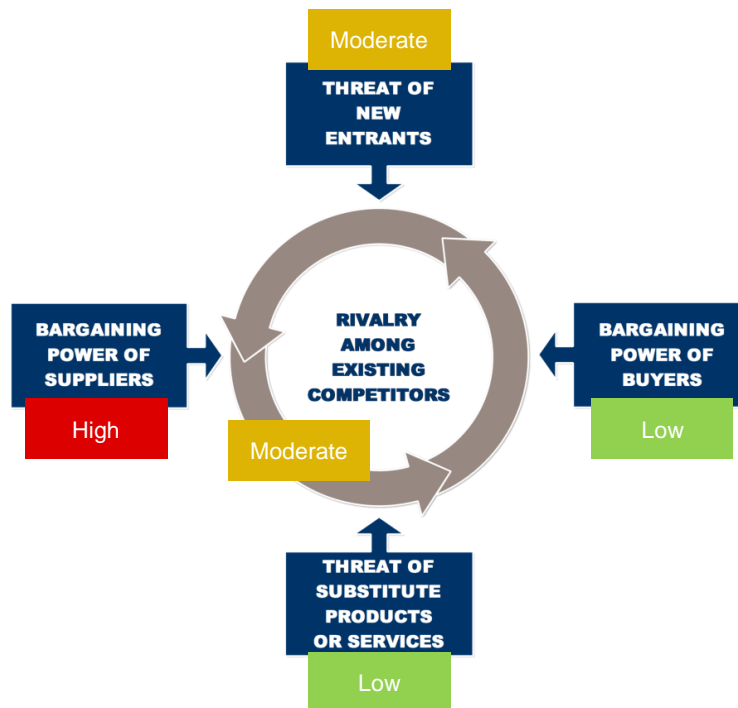 Moderate
THREAT OF
NEW
ENTRANTS
BARGAINING
POWER OF
SUPPLIERS
High
RIVALRY
AMONG
EXISTING
COMPETITORS
Moderate
BARGAINING
POWER OF
BUYERS
Low
THREAT OF
SUBSTITUTE
PRODUCTS
OR SERVICES
Low